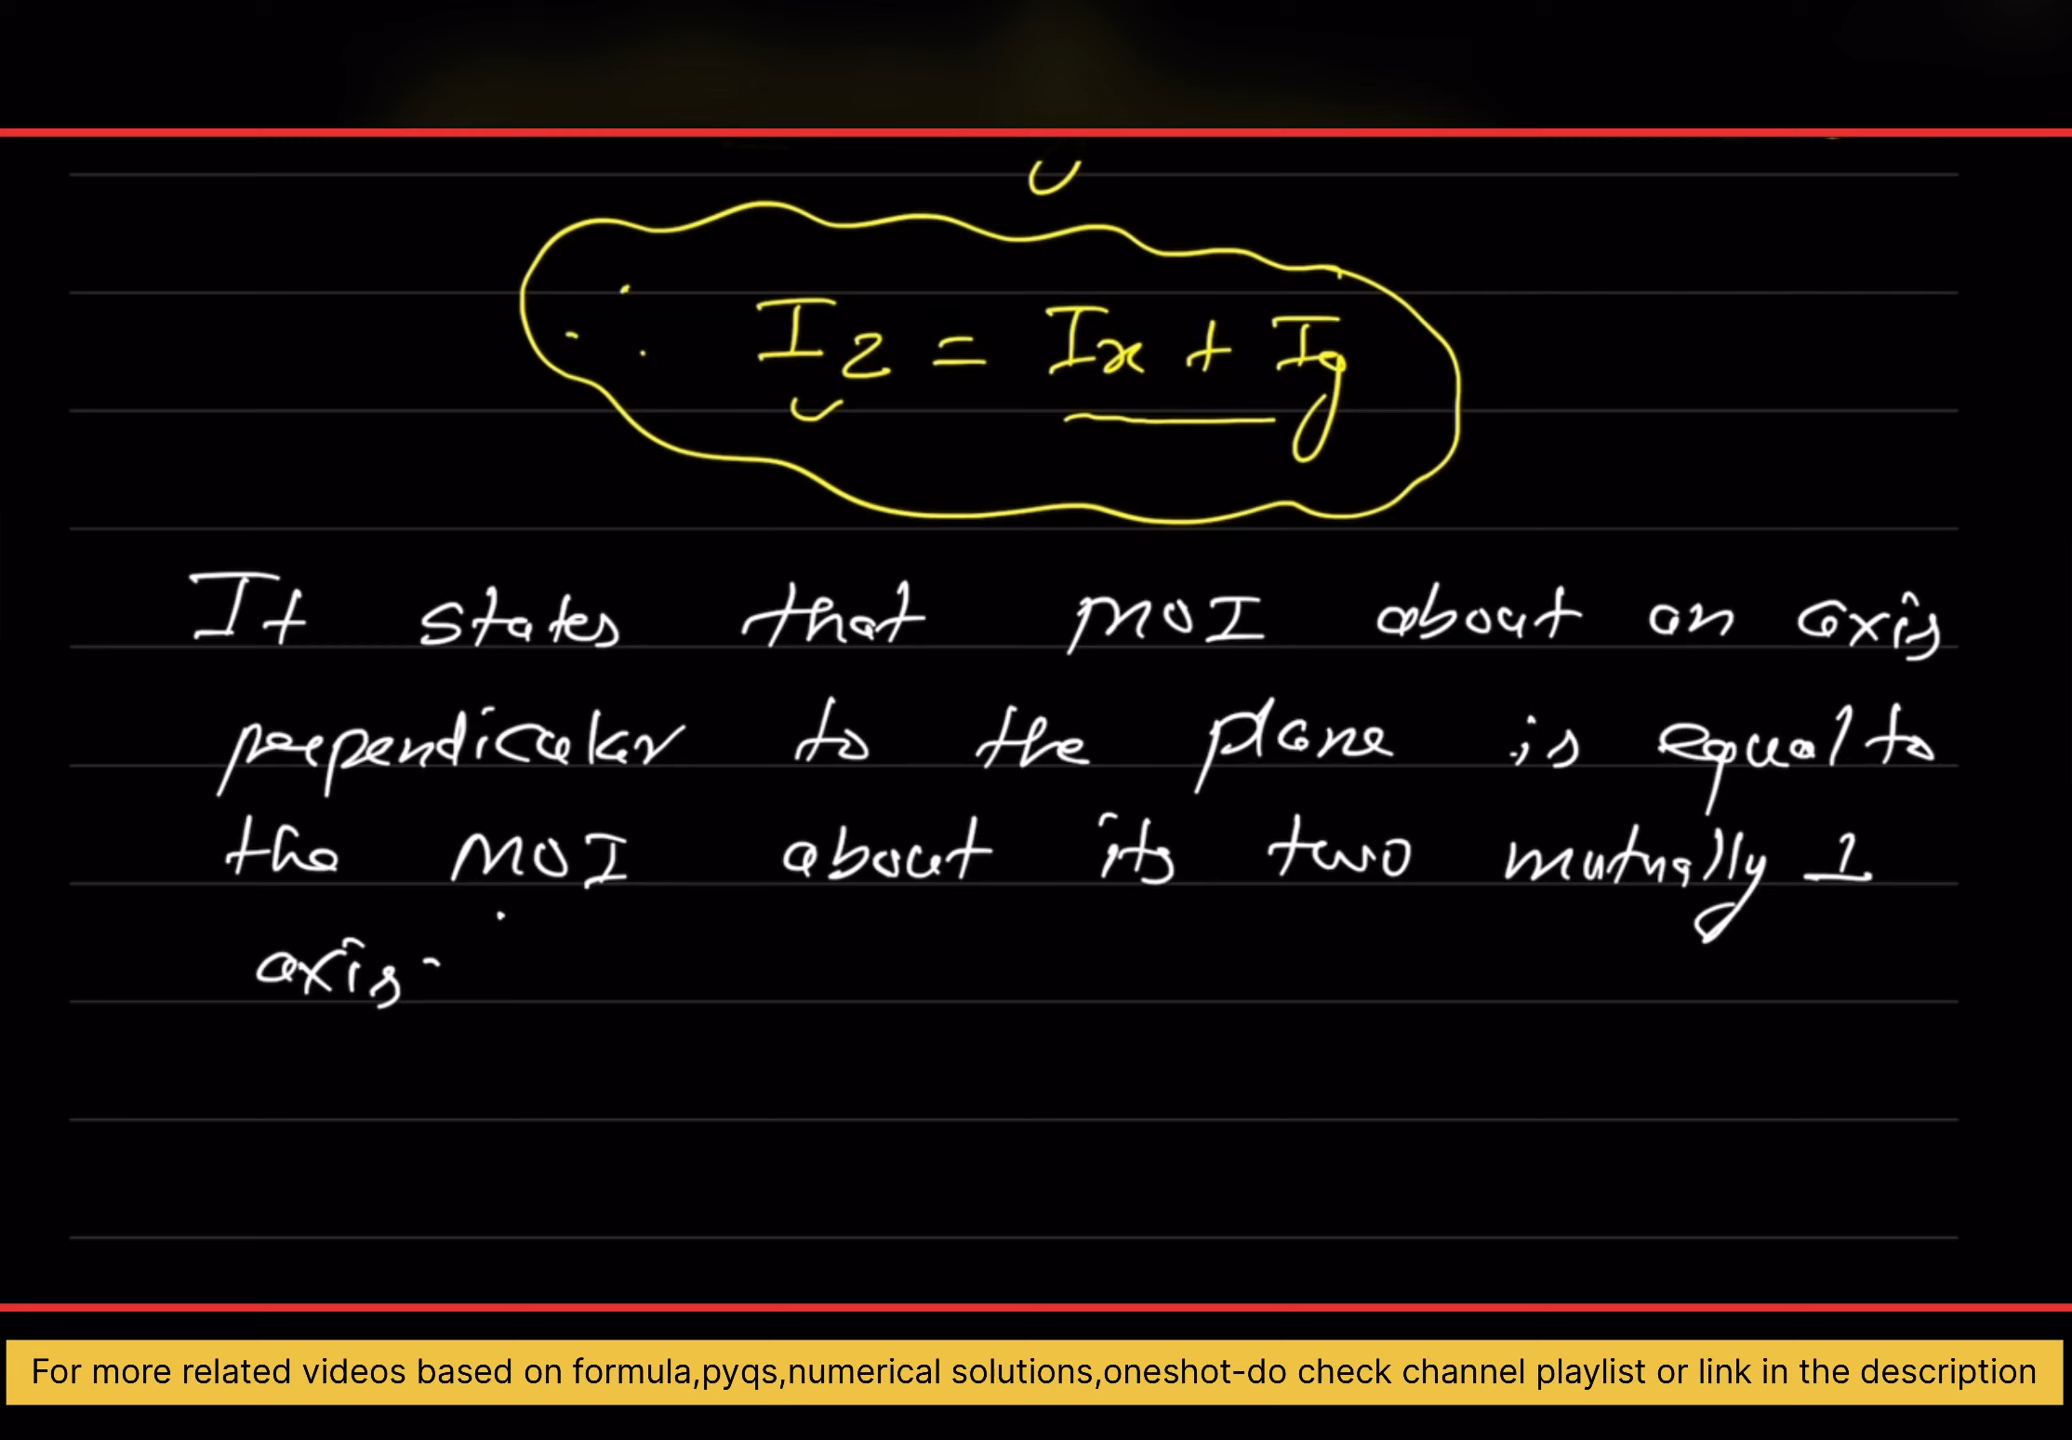 ∴ Iz = Ix + Iy
It states that MOI about an axis
perpendicular to the plane is equal to
the MOI about its two mutually ⊥
axis.
For more related videos based on formula,pyqs,numerical solutions,oneshot-do check channel playlist or link in the description